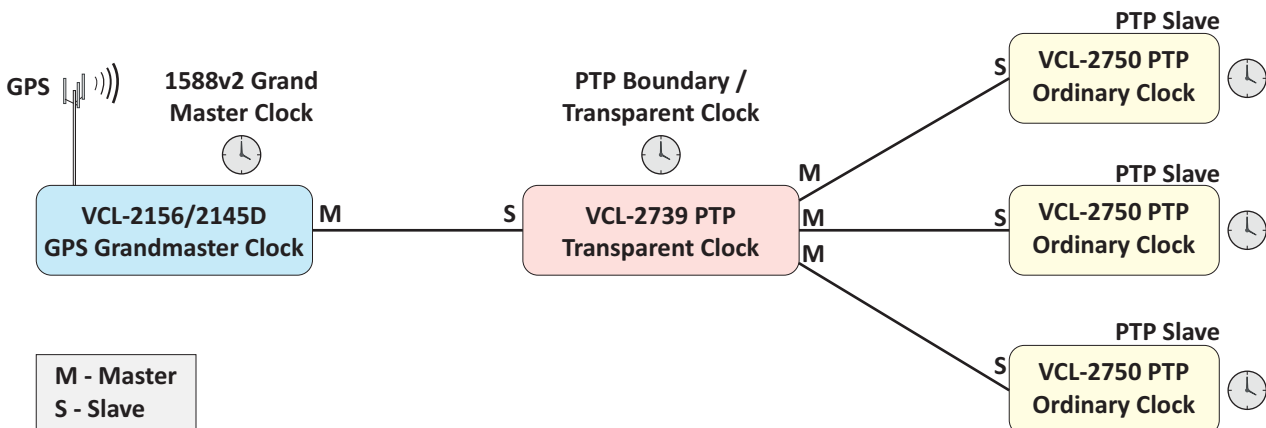 GPS
1588v2 Grand
Master Clock
VCL-2156/2145D
GPS Grandmaster Clock
M
S
PTP Boundary /
Transparent Clock
VCL-2739 PTP
Transparent Clock
M
M
M
PTP Slave
S
VCL-2750 PTP
Ordinary Clock
PTP Slave
S
VCL-2750 PTP
Ordinary Clock
PTP Slave
S
VCL-2750 PTP
Ordinary Clock
M - Master
S - Slave